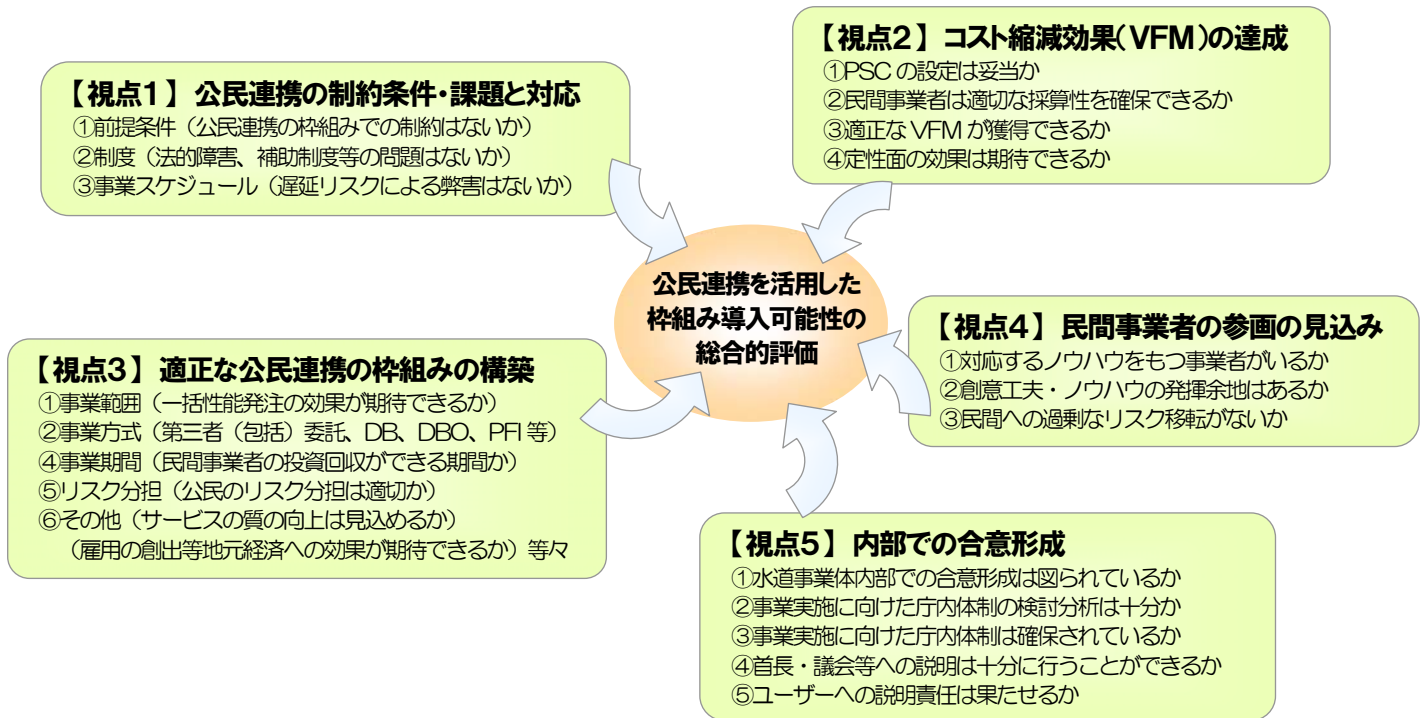 【視点1】 公民連携の制約条件・課題と対応
①前提条件（公民連携の枠組みでの制約はないか）
②制度（法的障害、補助制度等の問題はないか）
③事業スケジュール（遅延リスクによる弊害はないか）
【視点2】 コスト縮減効果（VFM）の達成
①PSCの設定は妥当か
②民間事業者は適切な採算性を確保できるか
③適正なVFMが獲得できるか
④定性面の効果は期待できるか
公民連携を活用した
枠組み導入可能性の
総合的評価
【視点3】 適正な公民連携の枠組みの構築
①事業範囲（一括性能発注の効果が期待できるか）
②事業方式（第三者（包括）委託、DB、DBO、PFI等）
④事業期間（民間事業者の投資回収ができる期間か）
⑤リスク分担（公民のリスク分担は適切か）
⑥その他（サービスの質の向上は見込めるか）
（雇用の創出等地元経済への効果が期待できるか）等々
【視点4】 民間事業者の参画の見込み
①対応するノウハウをもつ事業者がいるか
②創意工夫・ノウハウの発揮余地はあるか
③民間への過剰なリスク移転がないか
【視点5】 内部での合意形成
①水道事業体内部での合意形成は図られているか
②事業実施に向けた庁内体制の検討分析は十分か
③事業実施に向けた庁内体制は確保されているか
④首長・議会等への説明は十分に行うことができるか
⑤ユーザーへの説明責任は果たせるか